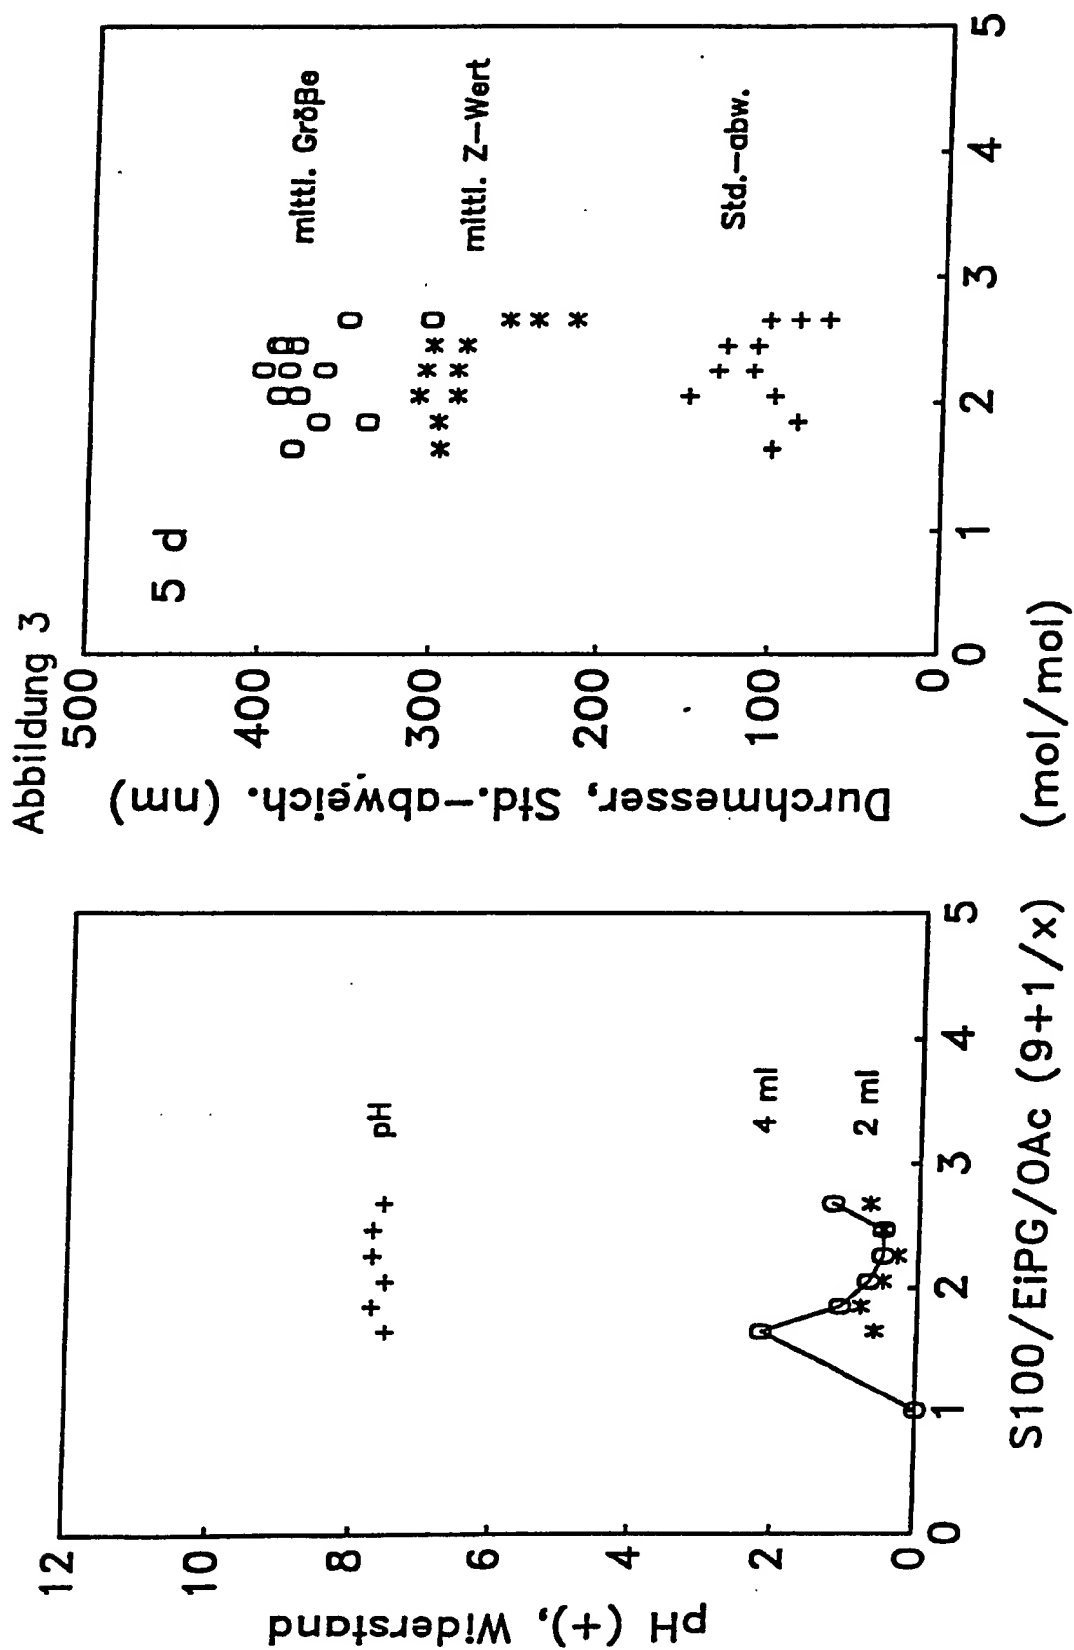 Abbildung 3
pH (+), Widerstand
12
10
8
6
4
2
0
pH
4 ml
2 ml
0
1
2
3
4
5
Durchmesser, Std.-abweich. (nm)
500
400
300
200
100
0
5 d
mittl. Größe
mittl. Z-Wert
Std.-abw.
0
1
2
3
4
5
S100/EiPG/OAc (9+1/x) (mol/mol)